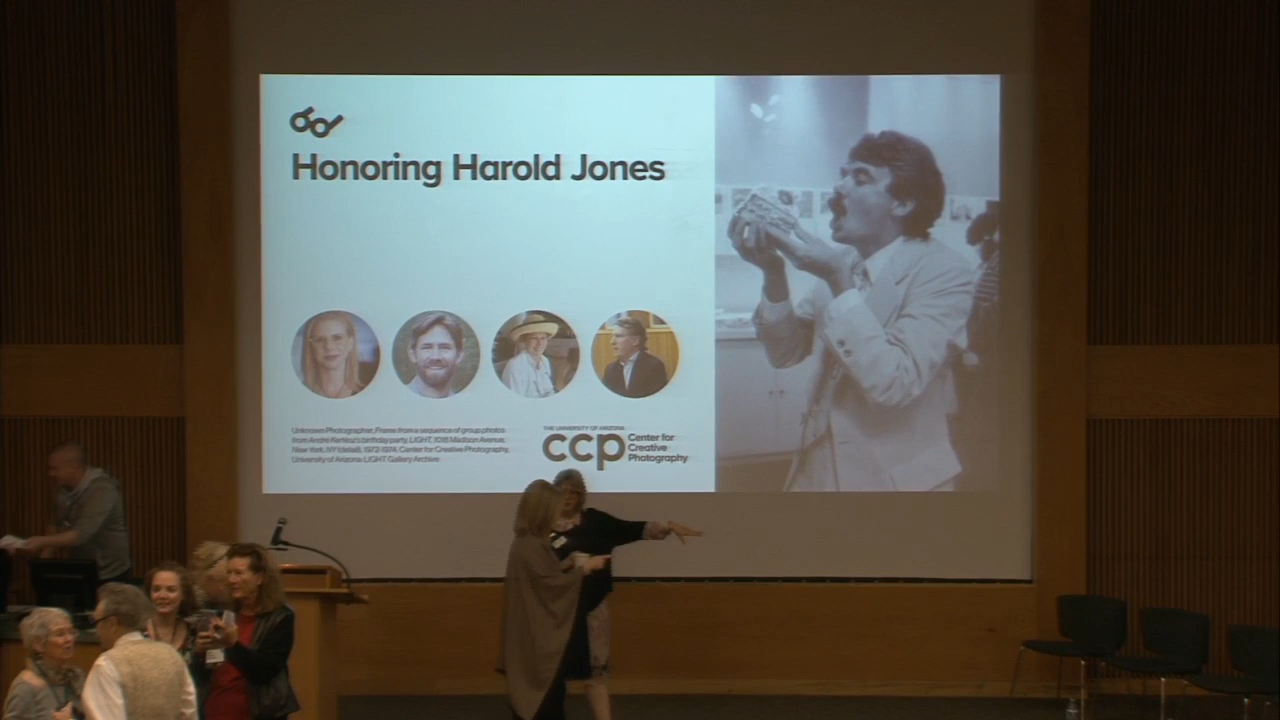 Honoring Harold Jones
Unknown Photographer, Frame from a sequence of group photos
from André Kertész's birthday party, LIGHT, 1018 Madison Avenue,
New York, NY (detail), 1972-1974. Center for Creative Photography,
University of Arizona: LIGHT Gallery Archive
THE UNIVERSITY OF ARIZONA
ccp
Center for
Creative
Photography